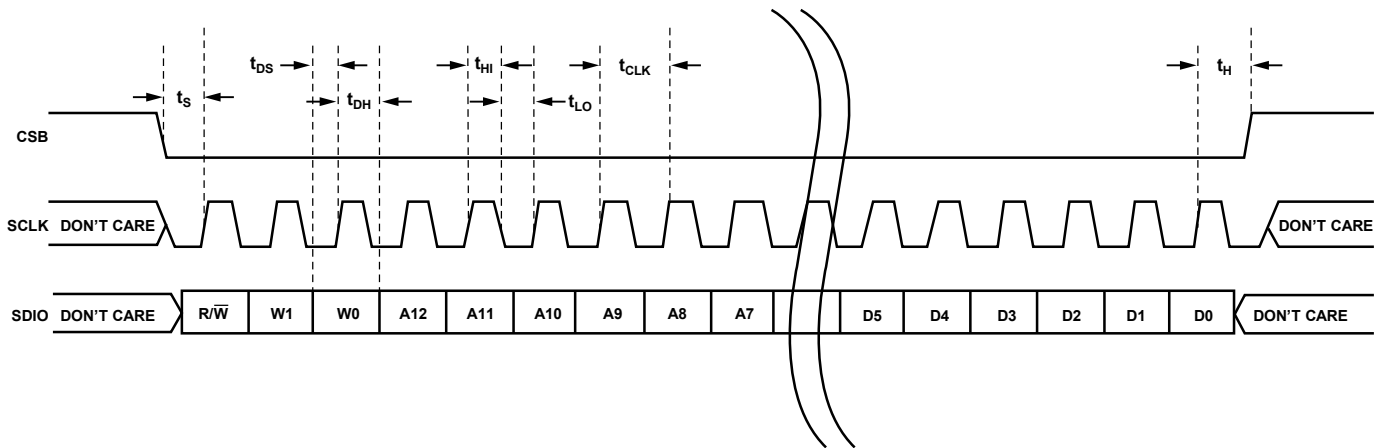 tDS
tHI
tCLK
tH
tS
tDH
tLO
CSB
SCLK DON'T CARE
DON'T CARE
SDIO DON'T CARE R/W̅ W1 W0 A12 A11 A10 A9 A8 A7 D5 D4 D3 D2 D1 D0 DON'T CARE